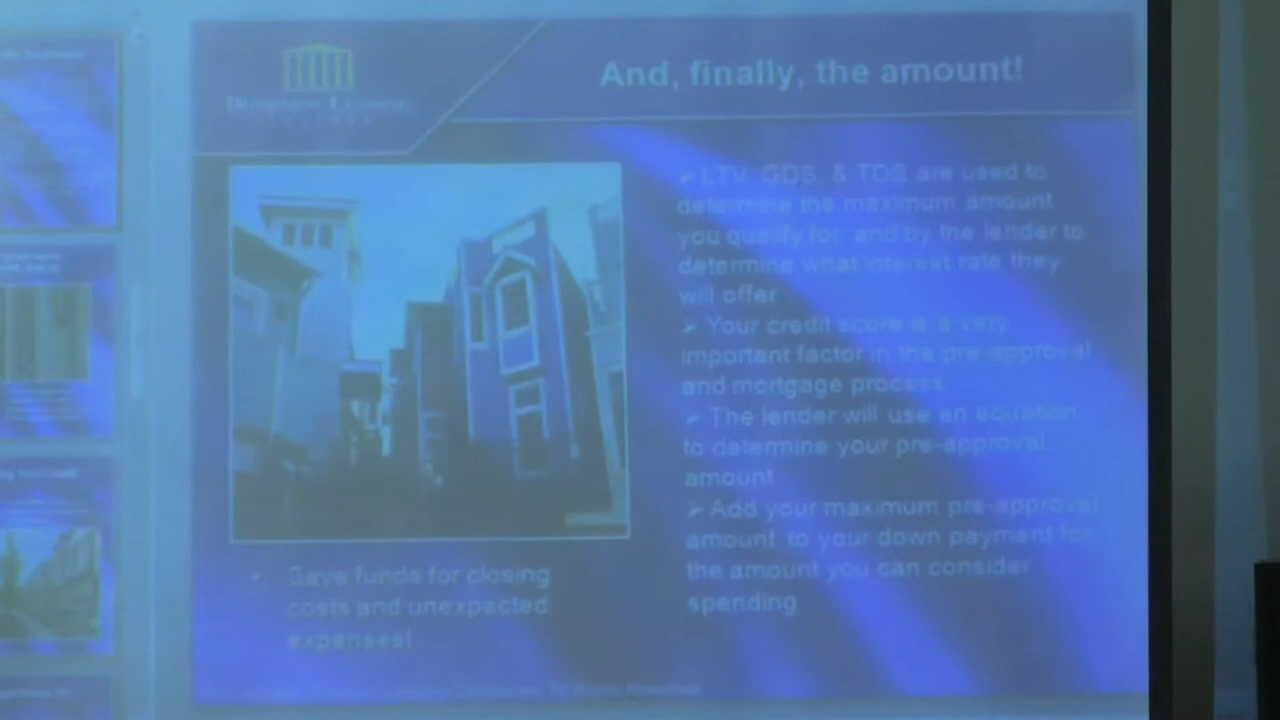 And, finally, the amount!
➢ LTV, GDS, & TDS are used to
determine the maximum amount
you qualify for and by the lender to
determine what interest rate they
will offer
➢ Your credit score is a very
important factor in the pre-approval
and mortgage process
➢ The lender will use an equation
to determine your pre-approval
amount
➢ Add your maximum pre-approval
amount to your down payment for
the amount you can consider
spending
• Save funds for closing
costs and unexpected
expenses!